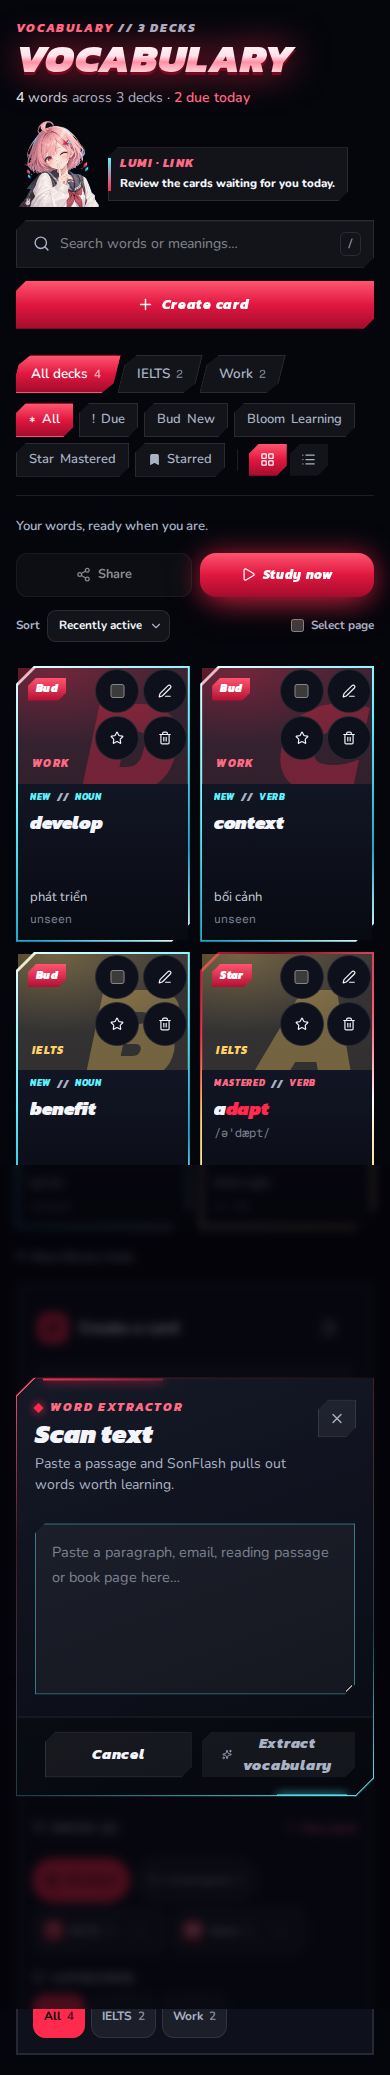 VOCABULARY // 3 DECKS
VOCABULARY
4 words across 3 decks · 2 due today
LUMI · LINK
Review the cards waiting for you today.
Search words or meanings... /
+ Create card
All decks 4 IELTS 2 Work 2
* All ! Due Bud New Bloom Learning
Star Mastered Starred
Your words, ready when you are.
Share Study now
Sort Recently active Select page
Bud
WORK
NEW // NOUN
develop
phát triển
unseen
Bud
WORK
NEW // VERB
context
bối cảnh
unseen
Bud
IELTS
NEW // NOUN
benefit
Star
IELTS
MASTERED // VERB
adapt
/ə'dæpt/
Create a card
WORD EXTRACTOR
Scan text
Paste a passage and SonFlash pulls out
words worth learning.
Paste a paragraph, email, reading passage
or book page here...
Cancel
Extract
vocabulary
All 4 IELTS 2 Work 2